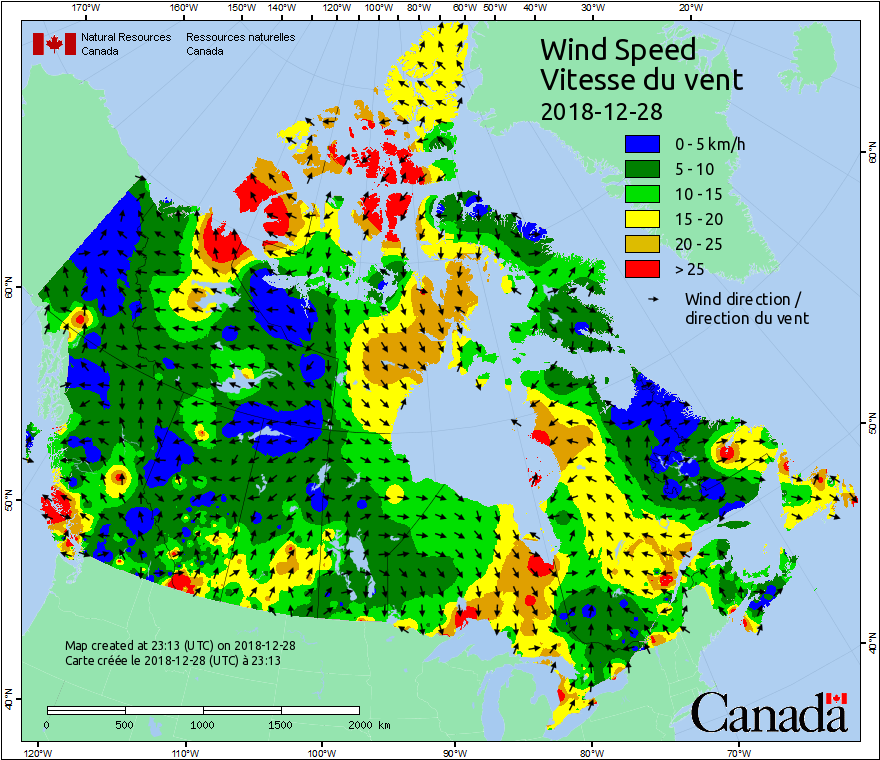 170°W 160°W 150°W 140°W 130°W 120°W 110°W 100°W 90°W 80°W 70°W 60°W 50°W 40°W 30°W 20°W
Natural Resources Canada
Ressources naturelles Canada
Wind Speed
Vitesse du vent
2018-12-28
0 - 5 km/h
5 - 10
10 - 15
15 - 20
20 - 25
> 25
Wind direction /
direction du vent
60°N
60°N
50°N
50°N
40°N
40°N
Map created at 23:13 (UTC) on 2018-12-28
Carte créée le 2018-12-28 (UTC) à 23:13
0 500 1000 1500 2000 km
Canada
120°W 110°W 100°W 90°W 80°W 70°W